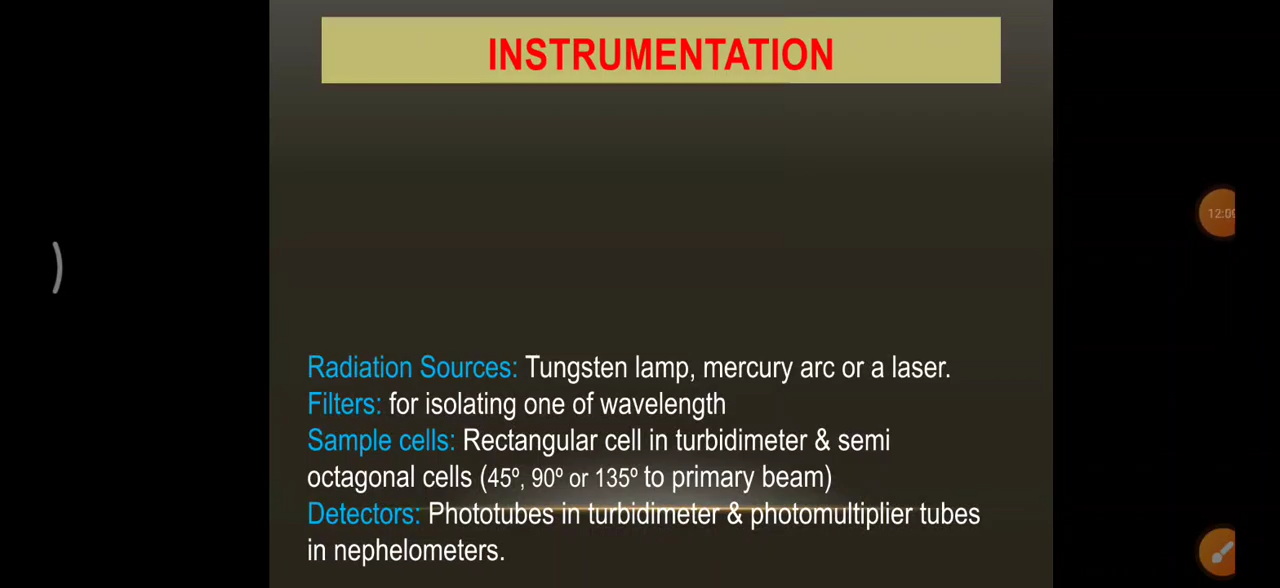 INSTRUMENTATION
Radiation Sources: Tungsten lamp, mercury arc or a laser.
Filters: for isolating one of wavelength
Sample cells: Rectangular cell in turbidimeter & semi
octagonal cells (45º, 90º or 135º to primary beam)
Detectors: Phototubes in turbidimeter & photomultiplier tubes
in nephelometers.
12:09